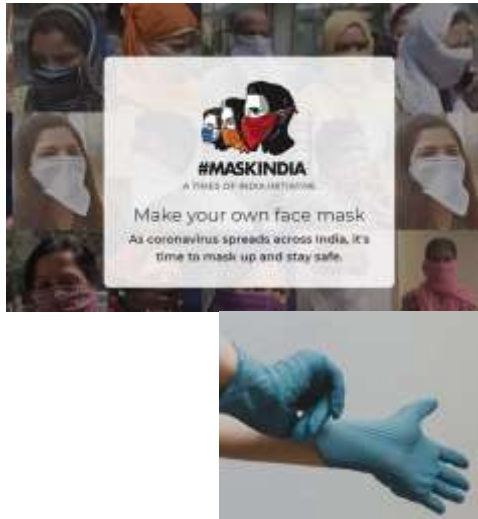 #MASKINDIA
A TIMES OF INDIA INITIATIVE
Make your own face mask
As coronavirus spreads across India, it's
time to mask up and stay safe.